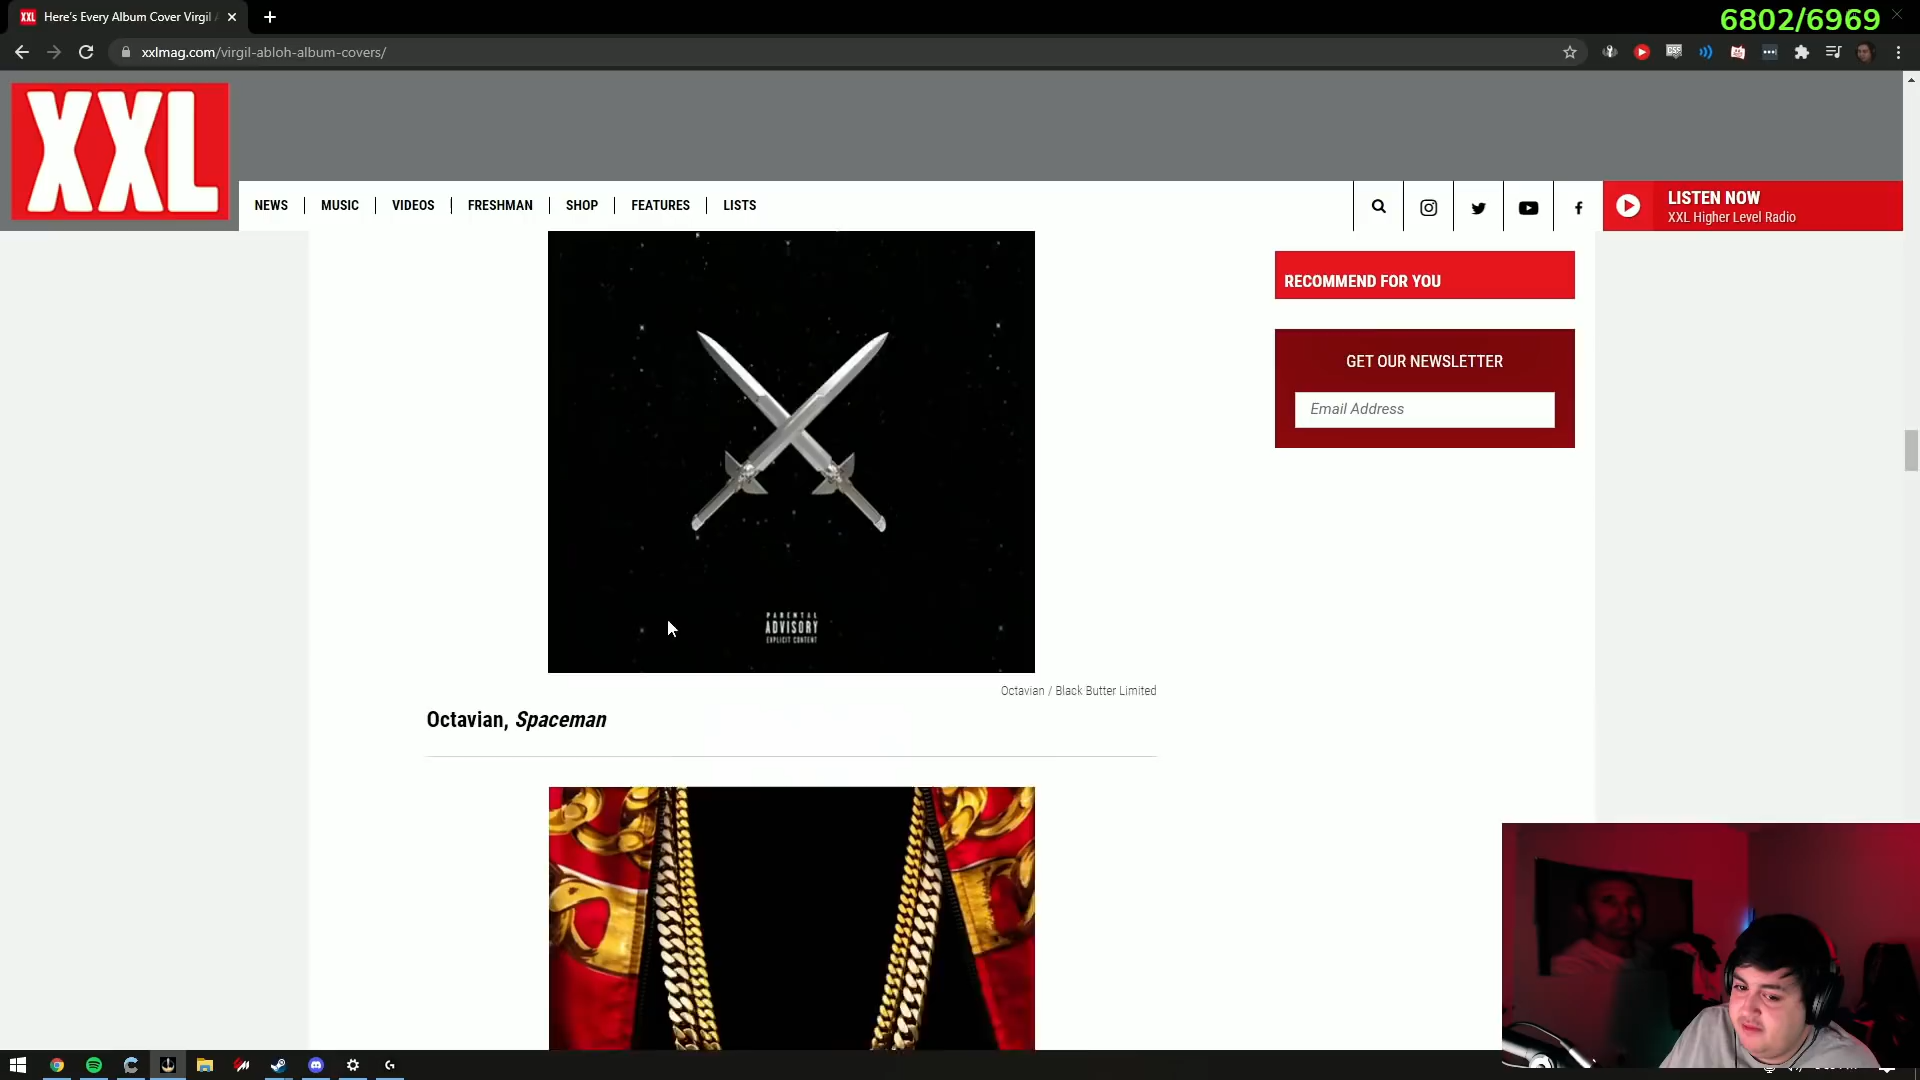 Here's Every Album Cover Virgil A
6802/6969
xxlmag.com/virgil-abloh-album-covers/
XXL
NEWS
MUSIC
VIDEOS
FRESHMAN
SHOP
FEATURES
LISTS
LISTEN NOW
XXL Higher Level Radio
RECOMMEND FOR YOU
GET OUR NEWSLETTER
Email Address
PARENTAL
ADVISORY
EXPLICIT CONTENT
Octavian / Black Butter Limited
Octavian, Spaceman